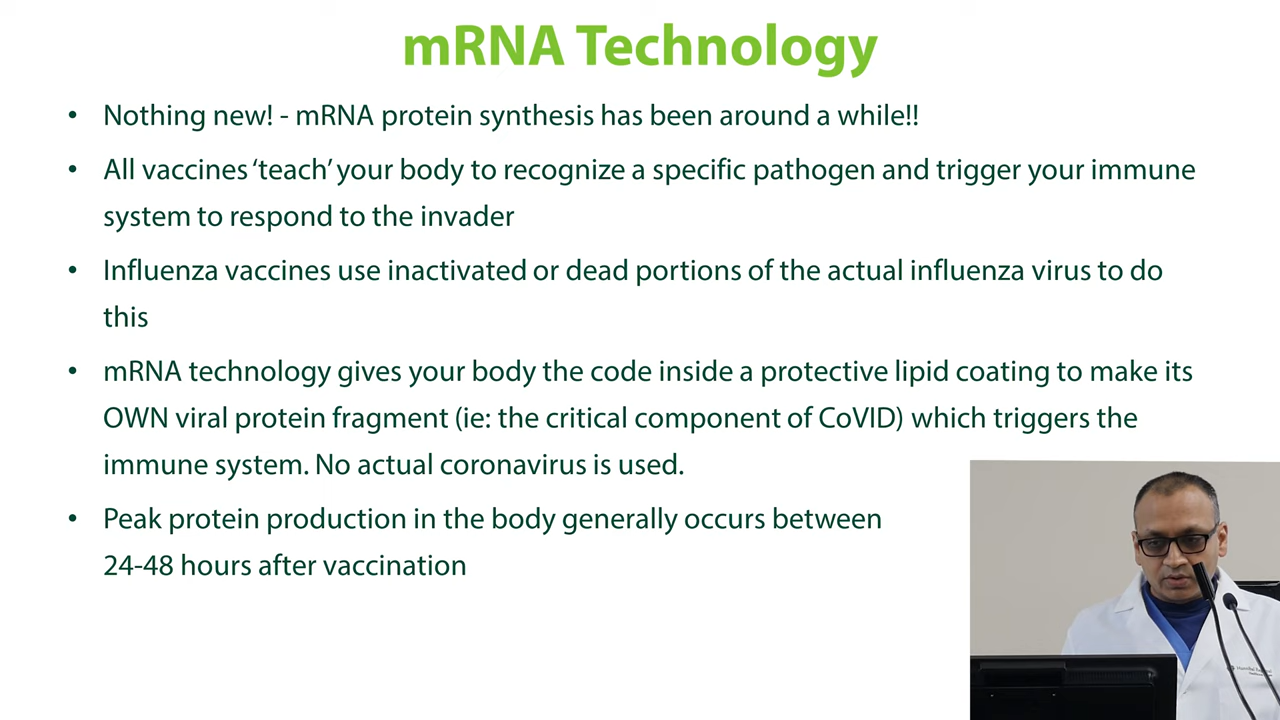 mRNA Technology
• Nothing new! - mRNA protein synthesis has been around a while!!
• All vaccines ‘teach’ your body to recognize a specific pathogen and trigger your immune
system to respond to the invader
• Influenza vaccines use inactivated or dead portions of the actual influenza virus to do
this
• mRNA technology gives your body the code inside a protective lipid coating to make its
OWN viral protein fragment (ie: the critical component of CoVID) which triggers the
immune system. No actual coronavirus is used.
• Peak protein production in the body generally occurs between
24-48 hours after vaccination